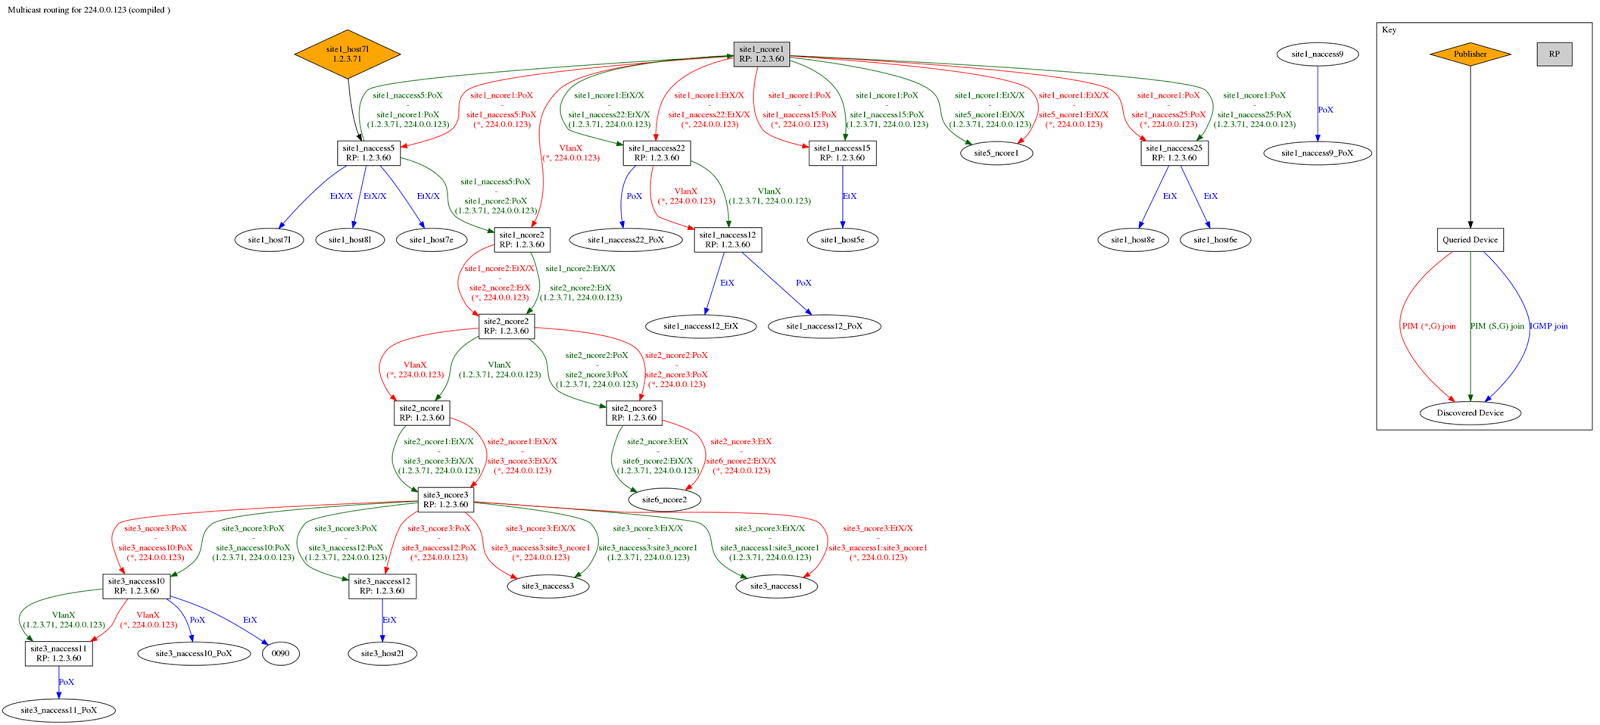 Multicast routing for 224.0.0.123 (compiled )
Key
site1_host7l
1.2.3.71
site1_ncore1
RP: 1.2.3.60
site1_naccess9
Publisher
RP
site1_naccess5:PoX
-
site1_ncore1:PoX
(1.2.3.71, 224.0.0.123)
site1_ncore1:PoX
-
site1_naccess5:PoX
(*, 224.0.0.123)
VlanX
(*, 224.0.0.123)
site1_ncore1:EtX/X
-
site1_naccess22:EtX/X
(1.2.3.71, 224.0.0.123)
site1_ncore1:EtX/X
-
site1_naccess22:EtX/X
(*, 224.0.0.123)
site1_ncore1:PoX
-
site1_naccess15:PoX
(*, 224.0.0.123)
site1_ncore1:PoX
-
site1_naccess15:PoX
(1.2.3.71, 224.0.0.123)
site1_ncore1:EtX/X
-
site5_ncore1:EtX/X
(1.2.3.71, 224.0.0.123)
site1_ncore1:EtX/X
-
site5_ncore1:EtX/X
(*, 224.0.0.123)
site1_ncore1:PoX
-
site1_naccess25:PoX
(*, 224.0.0.123)
site1_ncore1:PoX
-
site1_naccess25:PoX
(1.2.3.71, 224.0.0.123)
PoX
site1_naccess5
RP: 1.2.3.60
site1_naccess22
RP: 1.2.3.60
site1_naccess15
RP: 1.2.3.60
site5_ncore1
site1_naccess25
RP: 1.2.3.60
site1_naccess9_PoX
EtX/X
EtX/X
EtX/X
site1_naccess5:PoX
-
site1_ncore2:PoX
(1.2.3.71, 224.0.0.123)
PoX
VlanX
(*, 224.0.0.123)
VlanX
(1.2.3.71, 224.0.0.123)
EtX
EtX
EtX
site1_host7l
site1_host8l
site1_host7e
site1_ncore2
RP: 1.2.3.60
site1_naccess22_PoX
site1_naccess12
RP: 1.2.3.60
site1_host5e
site1_host8e
site1_host6e
Queried Device
site1_ncore2:EtX/X
-
site2_ncore2:EtX
(*, 224.0.0.123)
site1_ncore2:EtX/X
-
site2_ncore2:EtX
(1.2.3.71, 224.0.0.123)
EtX
PoX
site2_ncore2
RP: 1.2.3.60
site1_naccess12_EtX
site1_naccess12_PoX
PIM (*,G) join
PIM (S,G) join
IGMP join
VlanX
(*, 224.0.0.123)
VlanX
(1.2.3.71, 224.0.0.123)
site2_ncore2:PoX
-
site2_ncore3:PoX
(1.2.3.71, 224.0.0.123)
site2_ncore2:PoX
-
site2_ncore3:PoX
(*, 224.0.0.123)
site2_ncore1
RP: 1.2.3.60
site2_ncore3
RP: 1.2.3.60
Discovered Device
site2_ncore1:EtX/X
-
site3_ncore3:EtX/X
(1.2.3.71, 224.0.0.123)
site2_ncore1:EtX/X
-
site3_ncore3:EtX/X
(*, 224.0.0.123)
site2_ncore3:EtX
-
site6_ncore2:EtX/X
(1.2.3.71, 224.0.0.123)
site2_ncore3:EtX
-
site6_ncore2:EtX/X
(*, 224.0.0.123)
site3_ncore3
RP: 1.2.3.60
site6_ncore2
site3_ncore3:PoX
-
site3_naccess10:PoX
(*, 224.0.0.123)
site3_ncore3:PoX
-
site3_naccess10:PoX
(1.2.3.71, 224.0.0.123)
site3_ncore3:PoX
-
site3_naccess12:PoX
(1.2.3.71, 224.0.0.123)
site3_ncore3:PoX
-
site3_naccess12:PoX
(*, 224.0.0.123)
site3_ncore3:EtX/X
-
site3_naccess3:site3_ncore1
(*, 224.0.0.123)
site3_ncore3:EtX/X
-
site3_naccess3:site3_ncore1
(1.2.3.71, 224.0.0.123)
site3_ncore3:EtX/X
-
site3_naccess1:site3_ncore1
(1.2.3.71, 224.0.0.123)
site3_ncore3:EtX/X
-
site3_naccess1:site3_ncore1
(*, 224.0.0.123)
site3_naccess10
RP: 1.2.3.60
site3_naccess12
RP: 1.2.3.60
site3_naccess3
site3_naccess1
VlanX
(1.2.3.71, 224.0.0.123)
VlanX
(*, 224.0.0.123)
PoX
EtX
EtX
site3_naccess11
RP: 1.2.3.60
site3_naccess10_PoX
0090
site3_host2l
PoX
site3_naccess11_PoX